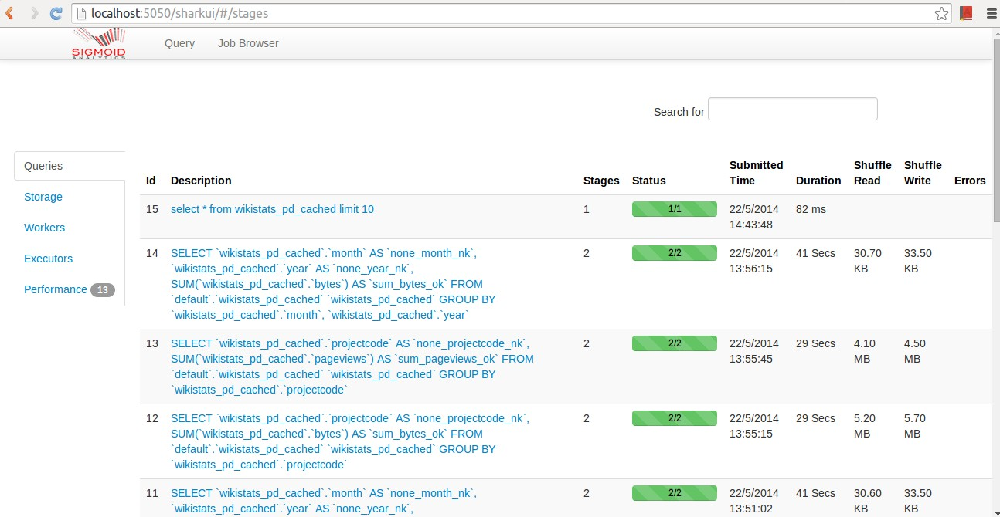 localhost:5050/sharkui/#/stages
SIGMOID
ANALYTICS
Query Job Browser
Search for
Queries
Storage
Workers
Executors
Performance 13
Id Description Stages Status Submitted Time Duration Shuffle Read Shuffle Write Errors
15 select * from wikistats_pd_cached limit 10 1 1/1 22/5/2014 82 ms
14:43:48
14 SELECT `wikistats_pd_cached`.`month` AS `none_month_nk`, 2 2/2 22/5/2014 41 Secs 30.70 33.50
`wikistats_pd_cached`.`year` AS `none_year_nk`, 13:56:15 KB KB
SUM(`wikistats_pd_cached`.`bytes`) AS `sum_bytes_ok` FROM
`default`.`wikistats_pd_cached` `wikistats_pd_cached` GROUP BY
`wikistats_pd_cached`.`month`, `wikistats_pd_cached`.`year`
13 SELECT `wikistats_pd_cached`.`projectcode` AS `none_projectcode_nk`, 2 2/2 22/5/2014 29 Secs 4.10 4.50
SUM(`wikistats_pd_cached`.`pageviews`) AS `sum_pageviews_ok` FROM 13:55:45 MB MB
`default`.`wikistats_pd_cached` `wikistats_pd_cached` GROUP BY
`wikistats_pd_cached`.`projectcode`
12 SELECT `wikistats_pd_cached`.`projectcode` AS `none_projectcode_nk`, 2 2/2 22/5/2014 29 Secs 5.20 5.70
SUM(`wikistats_pd_cached`.`bytes`) AS `sum_bytes_ok` FROM 13:55:15 MB MB
`default`.`wikistats_pd_cached` `wikistats_pd_cached` GROUP BY
`wikistats_pd_cached`.`projectcode`
11 SELECT `wikistats_pd_cached`.`month` AS `none_month_nk`, 2 2/2 22/5/2014 41 Secs 30.60 33.50
`wikistats_pd_cached`.`year` AS `none_year_nk`, 13:51:02 KB KB